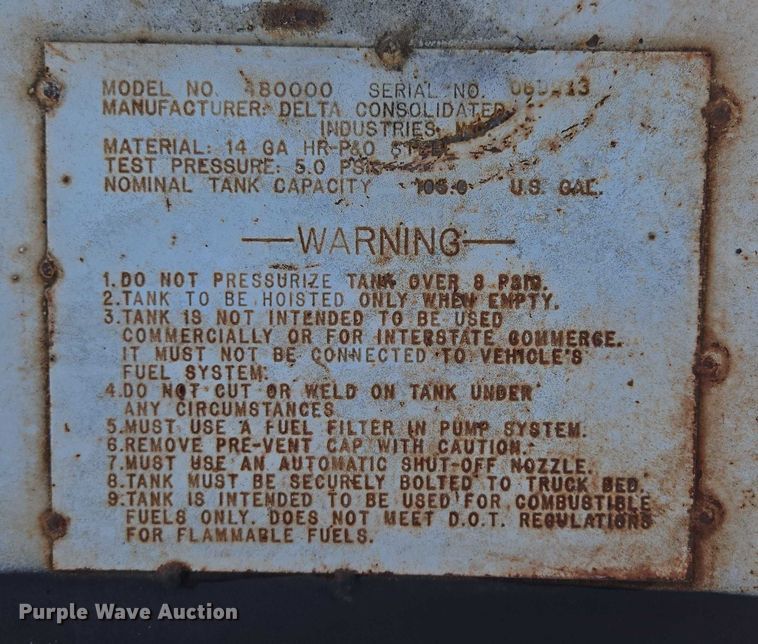 MODEL NO. 480000 SERIAL NO.
MANUFACTURER: DELTA CONSOLIDATED
INDUSTRIES,
MATERIAL: 14 GA HR-P&O STEEL
TEST PRESSURE: 5.0 PSIG
NOMINAL TANK CAPACITY 105.0 U.S. GAL.
—WARNING—
1. DO NOT PRESSURIZE TANK OVER 8 PSIG.
2. TANK TO BE HOISTED ONLY WHEN EMPTY.
3. TANK IS NOT INTENDED TO BE USED
COMMERCIALLY OR FOR INTERSTATE COMMERCE.
IT MUST NOT BE CONNECTED TO VEHICLE'S
FUEL SYSTEM.
4. DO NOT CUT OR WELD ON TANK UNDER
ANY CIRCUMSTANCES
5. MUST USE A FUEL FILTER IN PUMP SYSTEM.
6. REMOVE PRE-VENT CAP WITH CAUTION.
7. MUST USE AN AUTOMATIC SHUT-OFF NOZZLE.
8. TANK MUST BE SECURELY BOLTED TO TRUCK BED.
9. TANK IS INTENDED TO BE USED FOR COMBUSTIBLE
FUELS ONLY. DOES NOT MEET D.O.T. REGULATIONS
FOR FLAMMABLE FUELS.
Purple Wave Auction